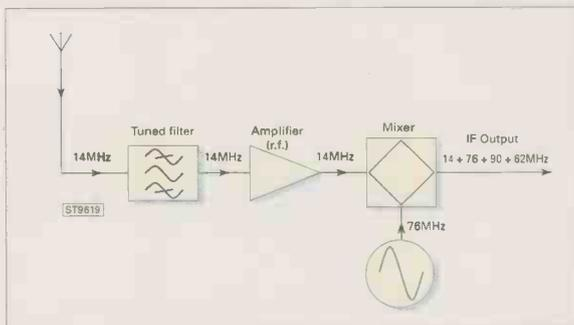 Tuned filter
Amplifier
(r.f.)
Mixer
IF Output
14MHz
14MHz
14MHz
14 + 76 + 90 + 62MHz
ST9619
76MHz